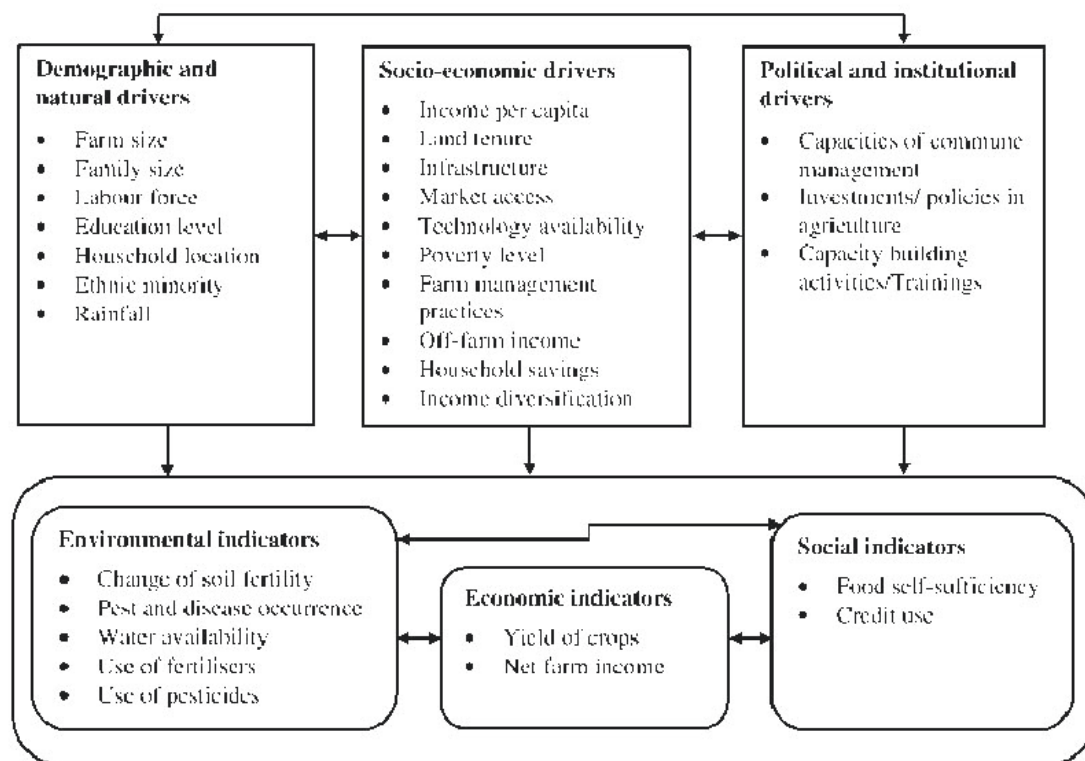 Demographic and
natural drivers
• Farm size
• Family size
• Labour force
• Education level
• Household location
• Ethnic minority
• Rainfall
Socio-economic drivers
• Income per capita
• Land tenure
• Infrastructure
• Market access
• Technology availability
• Poverty level
• Farm management
practices
• Off-farm income
• Household savings
• Income diversification
Political and institutional
drivers
• Capacities of commune
management
• Investments/ policies in
agriculture
• Capacity building
activities/Trainings
Environmental indicators
• Change of soil fertility
• Pest and disease occurrence
• Water availability
• Use of fertilisers
• Use of pesticides
Economic indicators
• Yield of crops
• Net farm income
Social indicators
• Food self-sufficiency
• Credit use